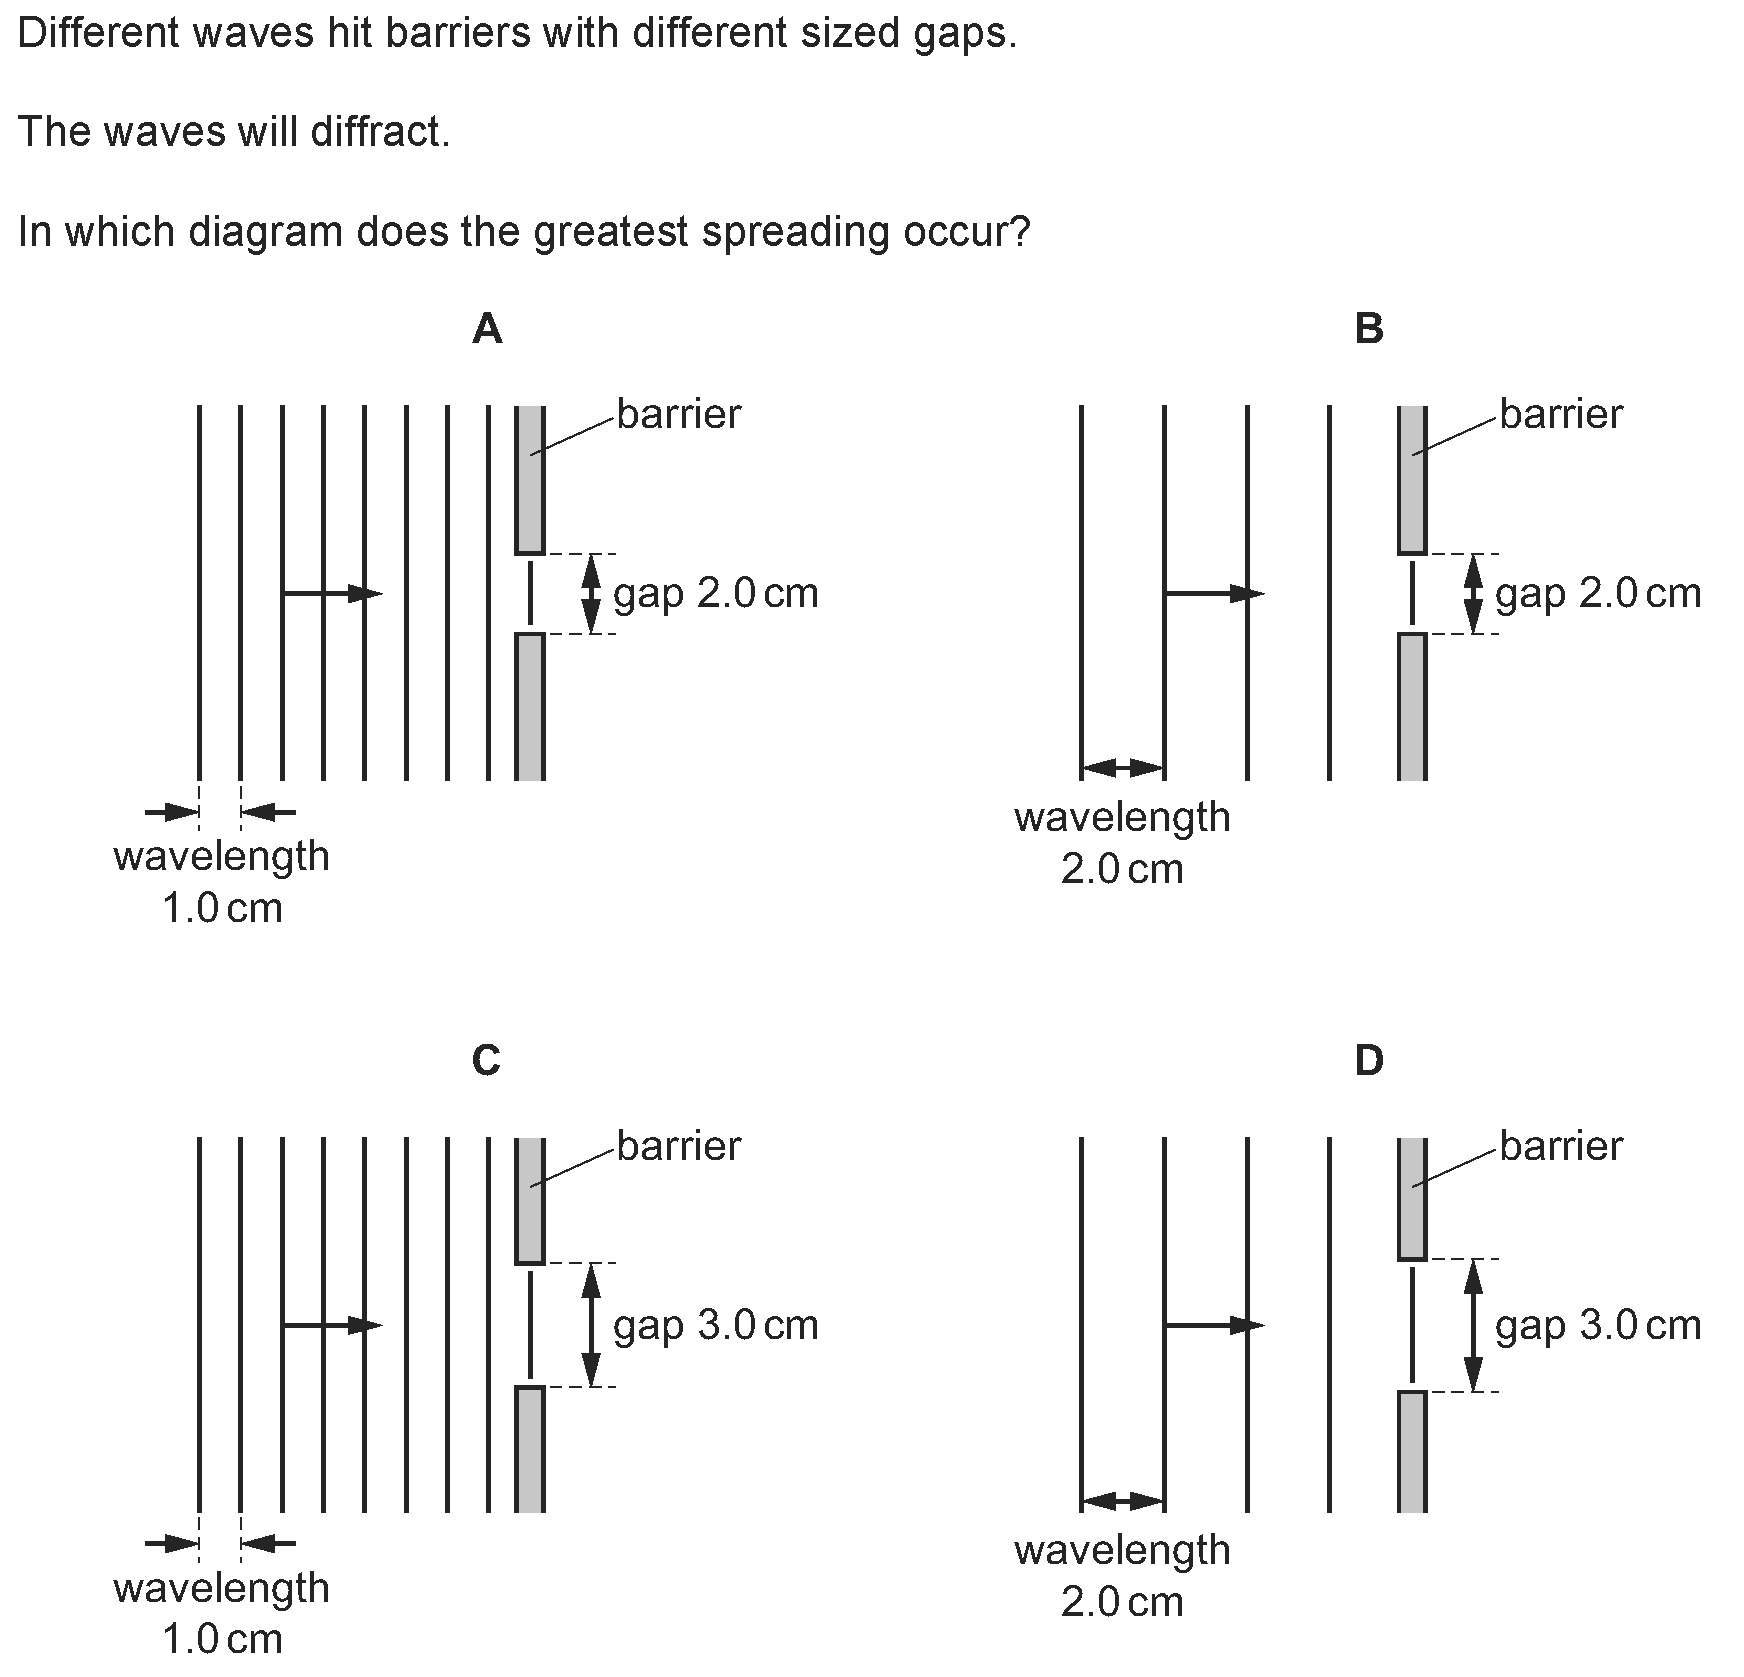 Different waves hit barriers with different sized gaps.
The waves will diffract.
In which diagram does the greatest spreading occur?
A
barrier
gap 2.0 cm
wavelength
1.0 cm
B
barrier
gap 2.0 cm
wavelength
2.0 cm
C
barrier
gap 3.0 cm
wavelength
1.0 cm
D
barrier
gap 3.0 cm
wavelength
2.0 cm